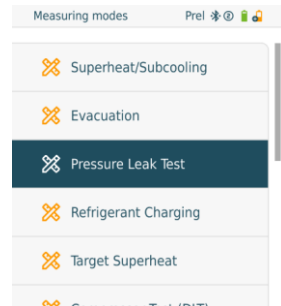 Measuring modes Prel
Superheat/Subcooling
Evacuation
Pressure Leak Test
Refrigerant Charging
Target Superheat